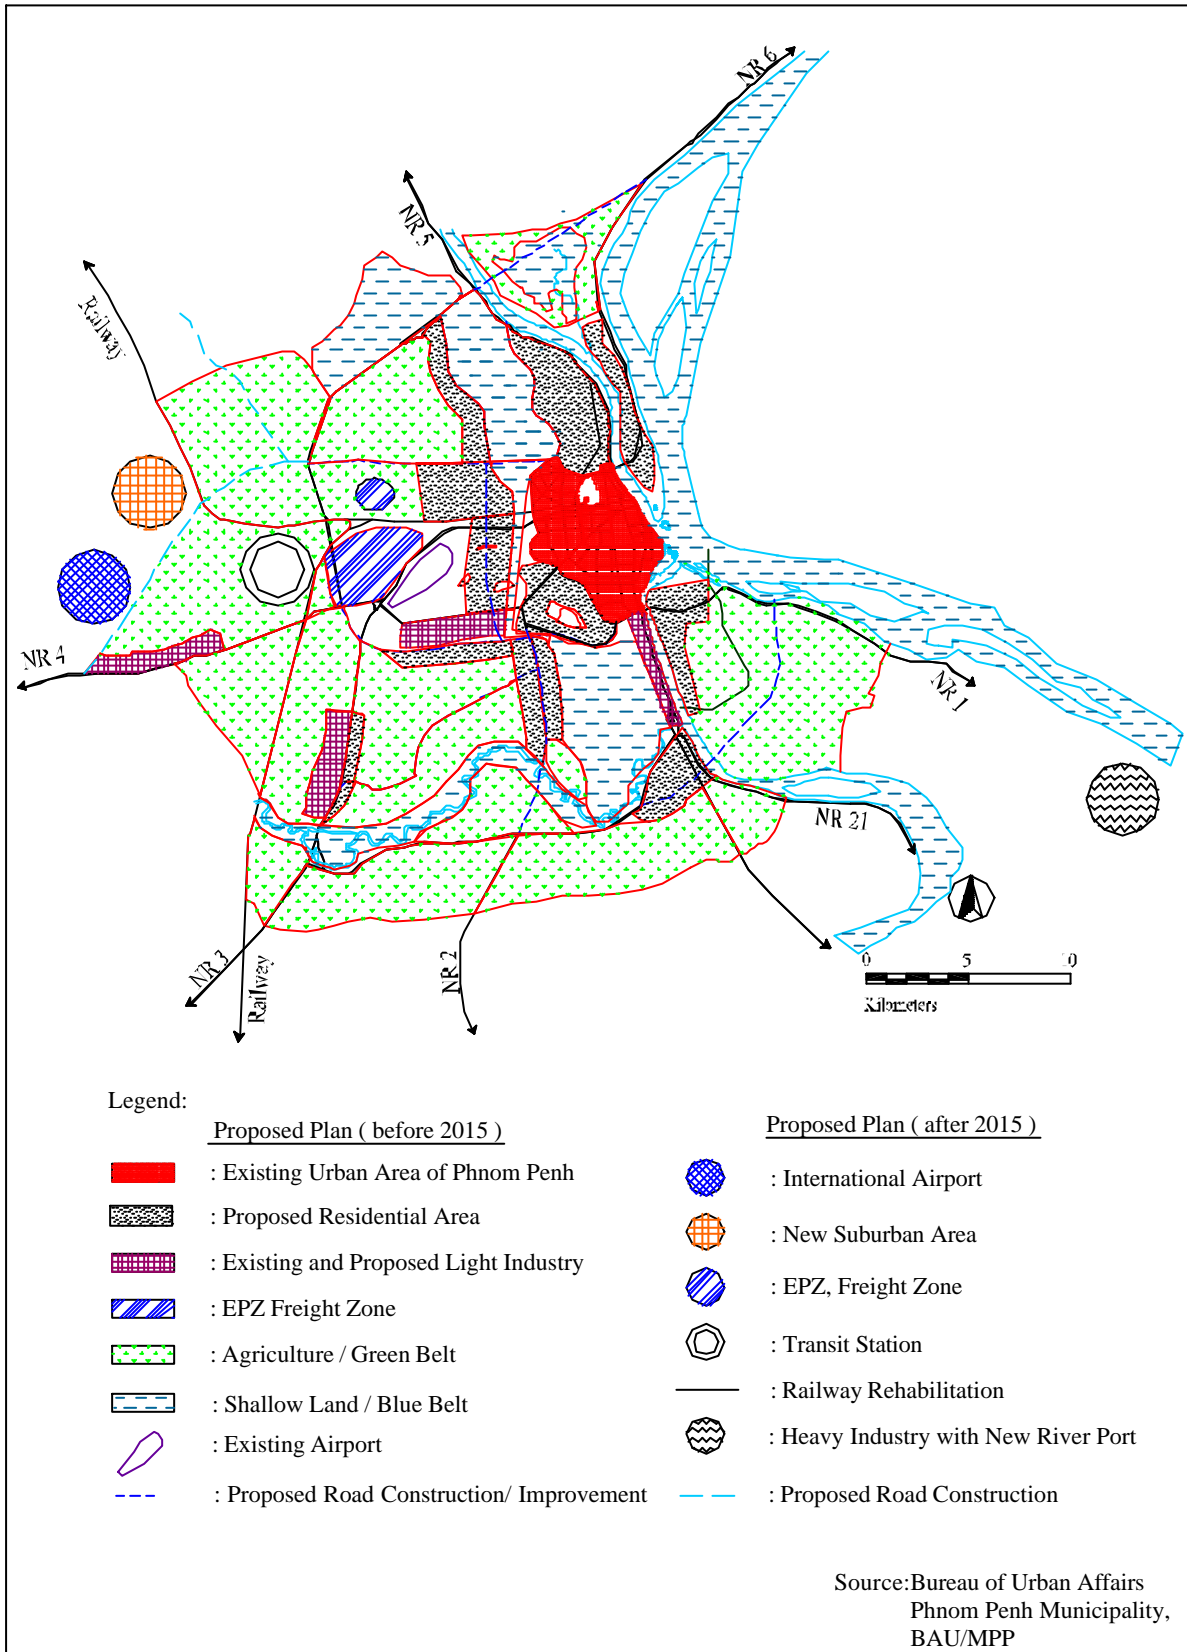 NR 6
NR 5
Railway
NR 4
NR 1
NR 21
NR 3
Railway
NR 2
0 5 10
Kilometers
Legend:
Proposed Plan ( before 2015 )
: Existing Urban Area of Phnom Penh
: Proposed Residential Area
: Existing and Proposed Light Industry
: EPZ Freight Zone
: Agriculture / Green Belt
: Shallow Land / Blue Belt
: Existing Airport
: Proposed Road Construction/ Improvement
Proposed Plan ( after 2015 )
: International Airport
: New Suburban Area
: EPZ, Freight Zone
: Transit Station
: Railway Rehabilitation
: Heavy Industry with New River Port
: Proposed Road Construction
Source:Bureau of Urban Affairs
Phnom Penh Municipality,
BAU/MPP